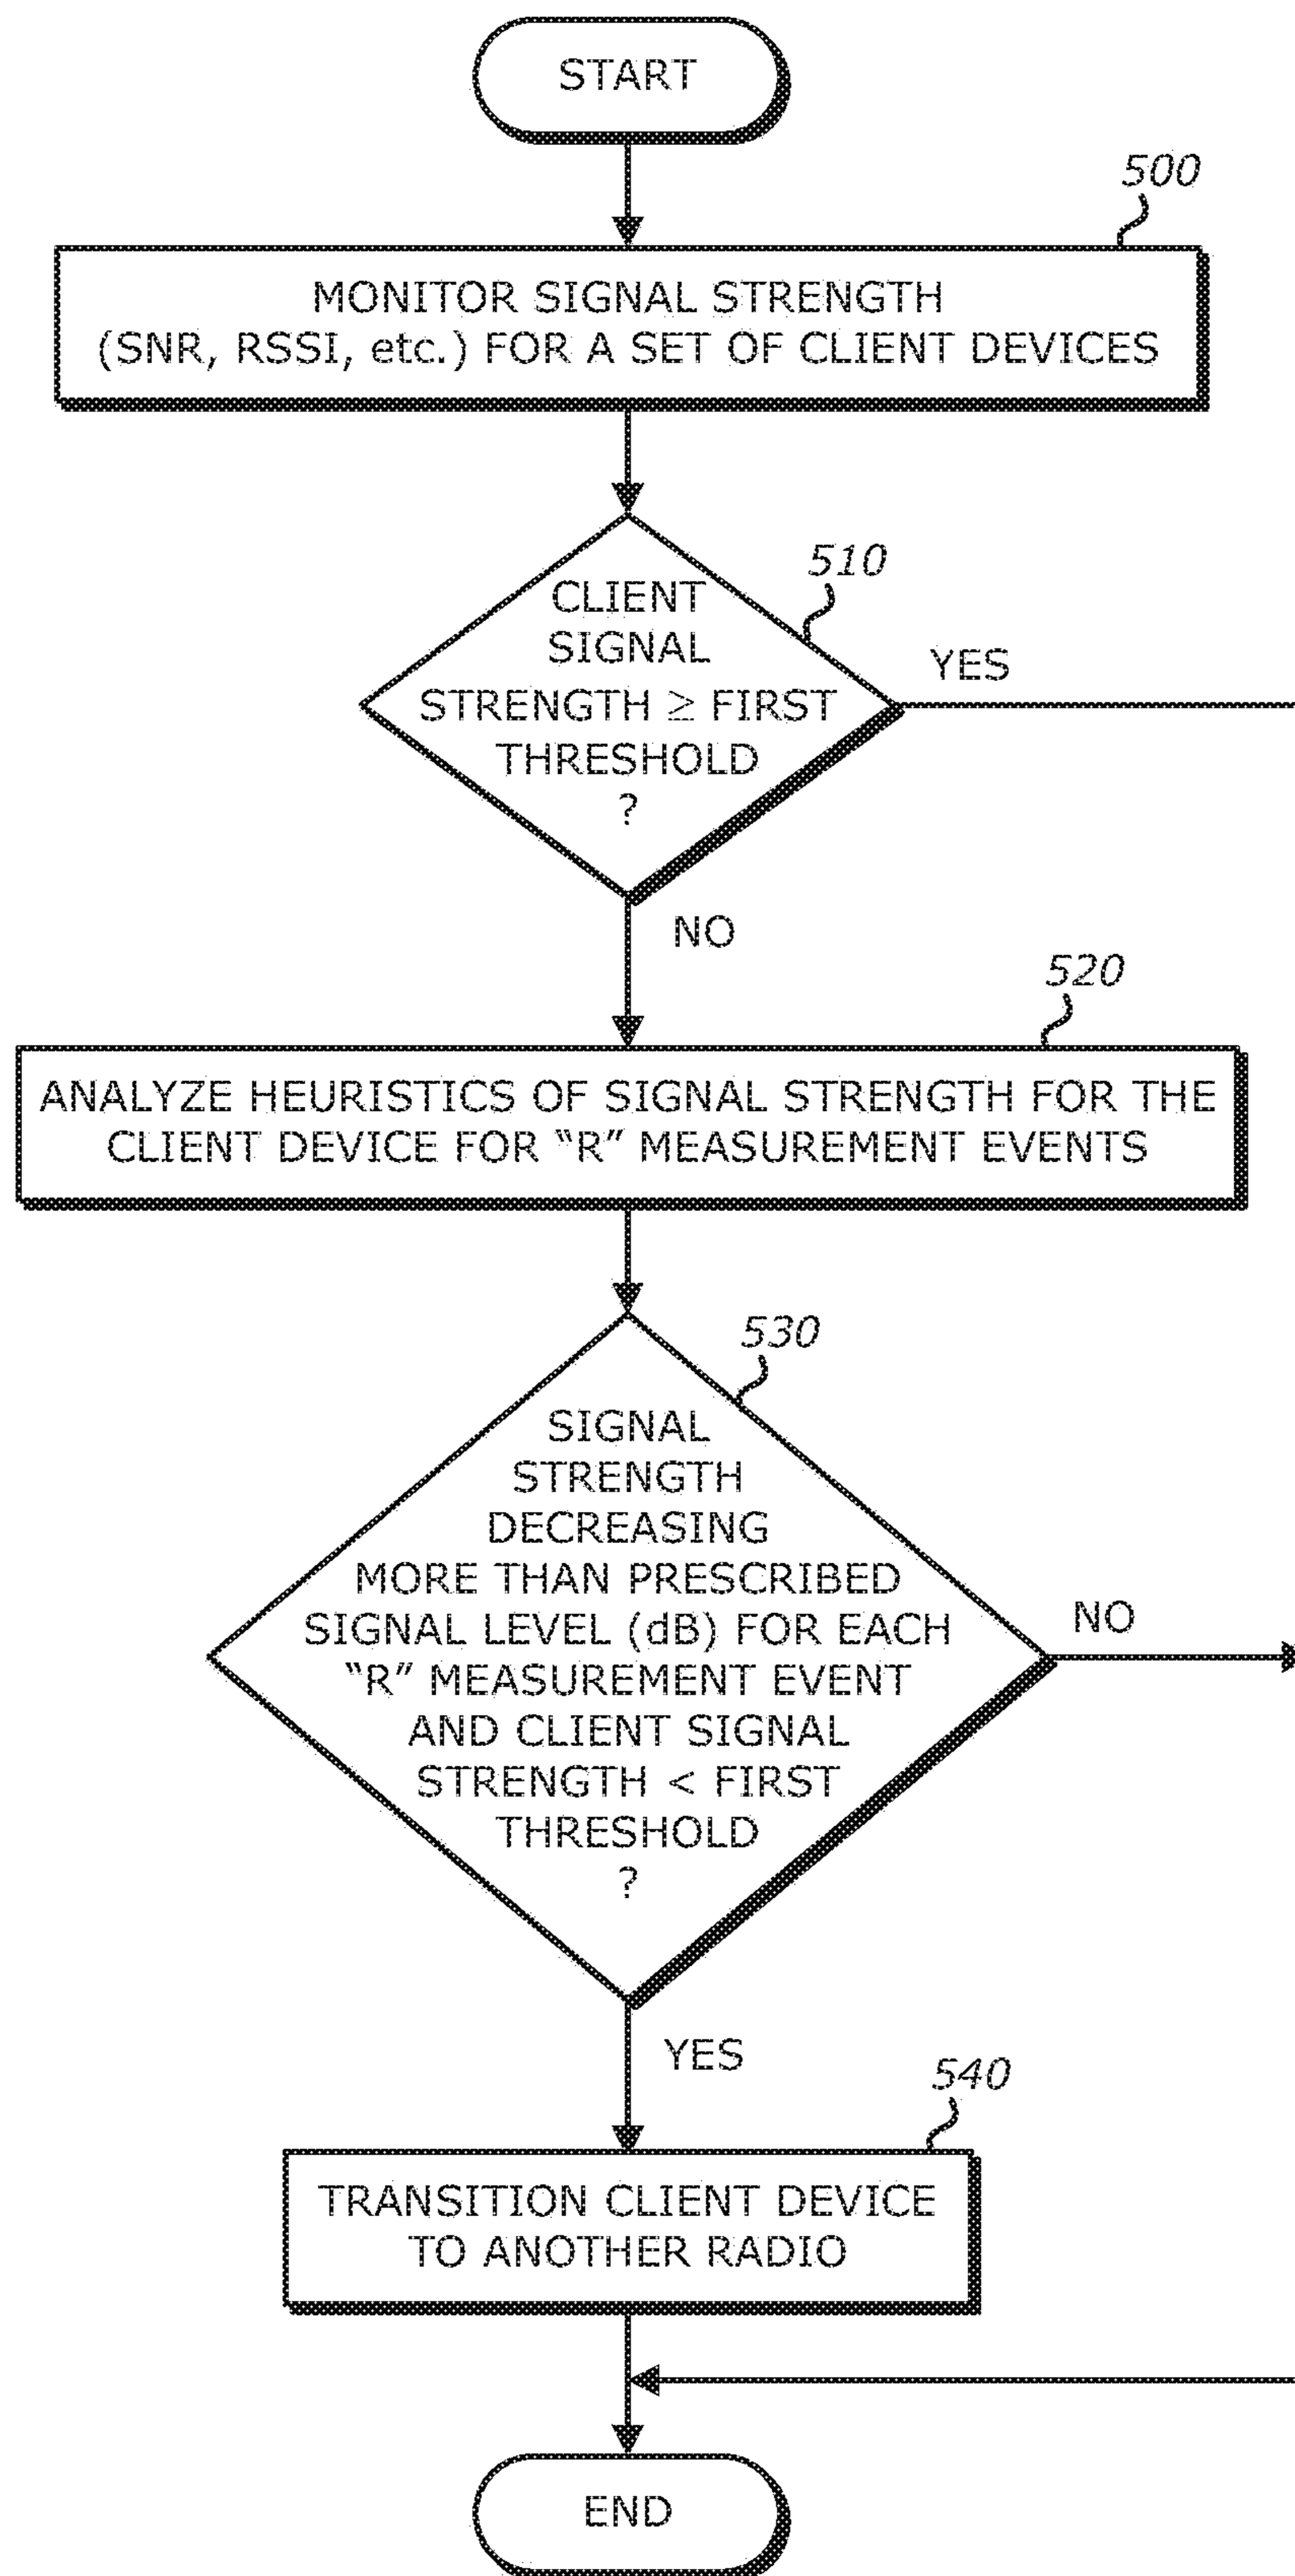 START
500
MONITOR SIGNAL STRENGTH
(SNR, RSSI, etc.) FOR A SET OF CLIENT DEVICES
510
CLIENT
SIGNAL
STRENGTH ≥ FIRST
THRESHOLD
?
YES
NO
520
ANALYZE HEURISTICS OF SIGNAL STRENGTH FOR THE
CLIENT DEVICE FOR “R” MEASUREMENT EVENTS
530
SIGNAL
STRENGTH
DECREASING
MORE THAN PRESCRIBED
SIGNAL LEVEL (dB) FOR EACH
“R” MEASUREMENT EVENT
AND CLIENT SIGNAL
STRENGTH < FIRST
THRESHOLD
?
NO
YES
540
TRANSITION CLIENT DEVICE
TO ANOTHER RADIO
END